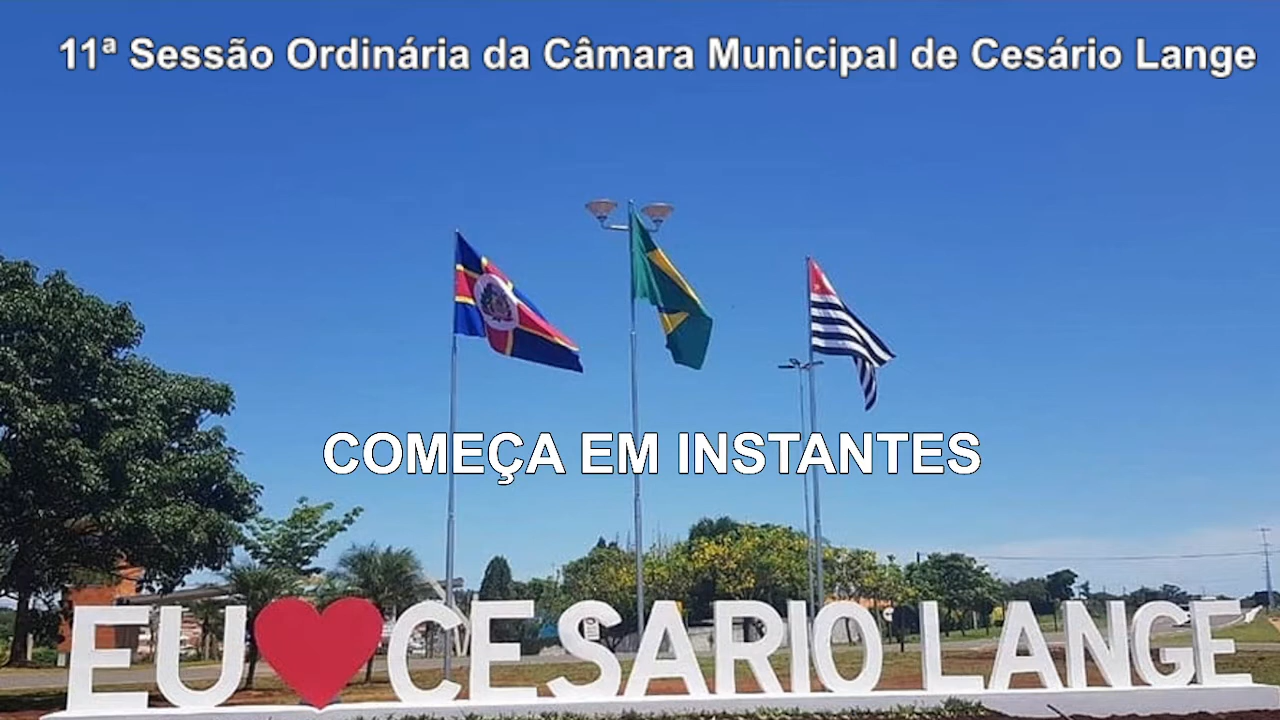 11ª Sessão Ordinária da Câmara Municipal de Cesário Lange
COMEÇA EM INSTANTES
EU CESARIO LANGE